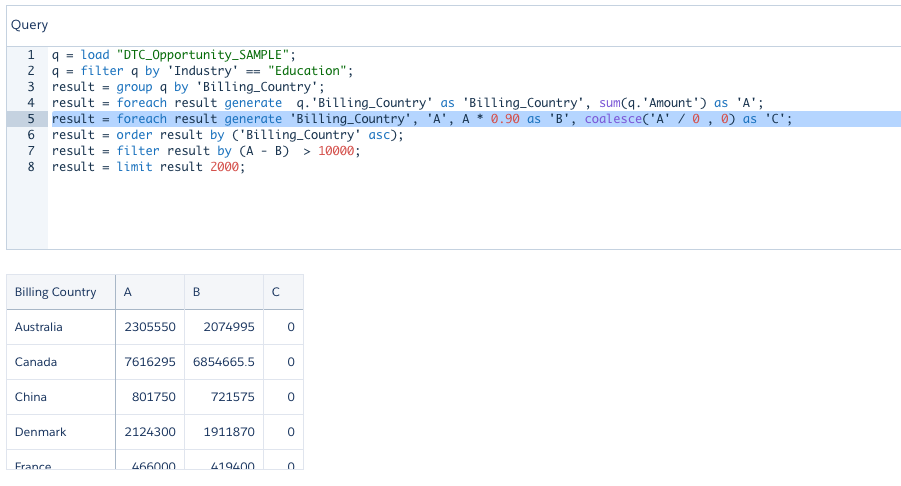 Query
1 q = load "DTC_Opportunity_SAMPLE";
2 q = filter q by 'Industry' == "Education";
3 result = group q by 'Billing_Country';
4 result = foreach result generate  q.'Billing_Country' as 'Billing_Country', sum(q.'Amount') as 'A';
5 result = foreach result generate 'Billing_Country', 'A', A * 0.90 as 'B', coalesce('A' / 0 , 0) as 'C';
6 result = order result by ('Billing_Country' asc);
7 result = filter result by (A - B)  > 10000;
8 result = limit result 2000;
Billing Country A B C
Australia 2305550 2074995 0
Canada 7616295 6854665.5 0
China 801750 721575 0
Denmark 2124300 1911870 0
France 466000 419400 0